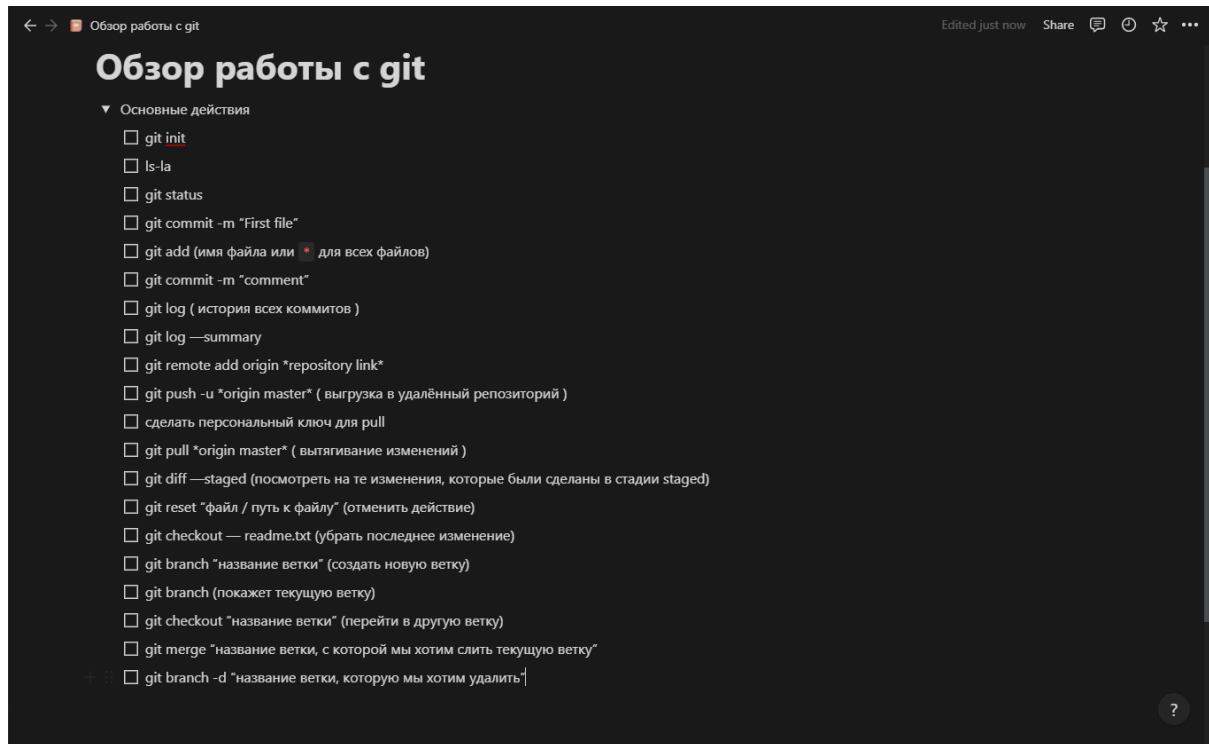 Обзор работы с git
Edited just now Share
Обзор работы с git
Основные действия
git init
ls-la
git status
git commit -m “First file”
git add (имя файла или * для всех файлов)
git commit -m “comment”
git log ( история всех коммитов )
git log —summary
git remote add origin *repository link*
git push -u *origin master* ( выгрузка в удалённый репозиторий )
сделать персональный ключ для pull
git pull *origin master* ( вытягивание изменений )
git diff —staged (посмотреть на те изменения, которые были сделаны в стадии staged)
git reset “файл / путь к файлу” (отменить действие)
git checkout — readme.txt (убрать последнее изменение)
git branch “название ветки” (создать новую ветку)
git branch (покажет текущую ветку)
git checkout “название ветки” (перейти в другую ветку)
git merge “название ветки, с которой мы хотим слить текущую ветку”
git branch -d “название ветки, которую мы хотим удалить”
?